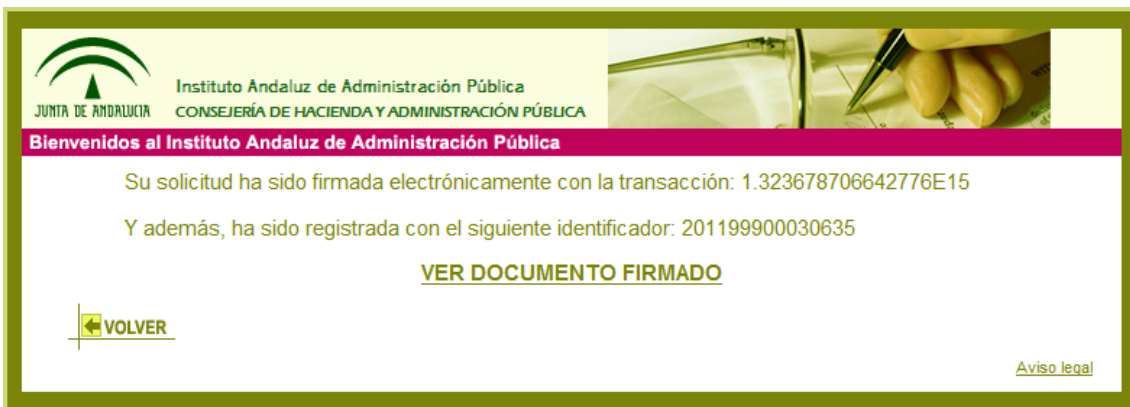 Instituto Andaluz de Administración Pública
JUNTA DE ANDALUCIA
CONSEJERÍA DE HACIENDA Y ADMINISTRACIÓN PÚBLICA
Bienvenidos al Instituto Andaluz de Administración Pública
Su solicitud ha sido firmada electrónicamente con la transacción: 1.323678706642776E15
Y además, ha sido registrada con el siguiente identificador: 201199900030635
VER DOCUMENTO FIRMADO
VOLVER
Aviso legal